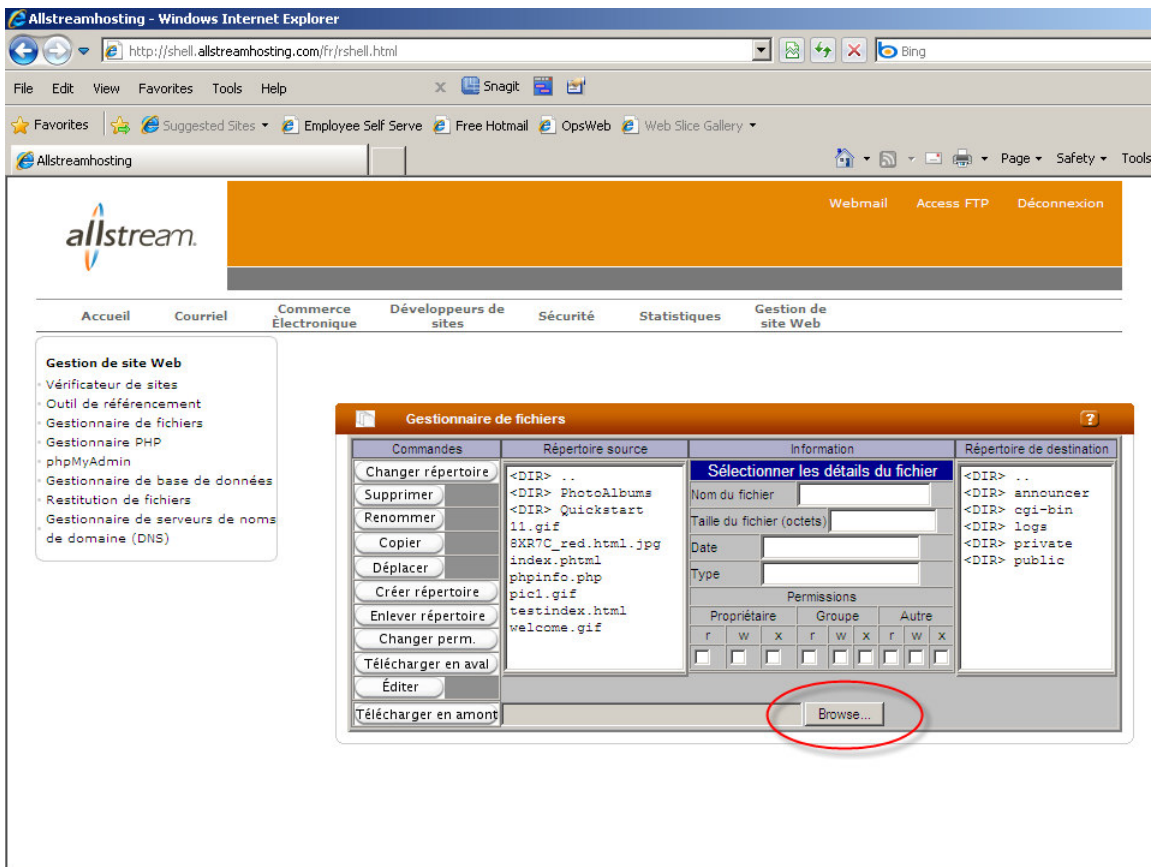 Allstreamhosting - Windows Internet Explorer
http://shell.allstreamhosting.com/fr/rshell.html
Bing
File Edit View Favorites Tools Help x Snagit
Favorites Suggested Sites Employee Self Serve Free Hotmail OpsWeb Web Slice Gallery
Allstreamhosting
Page Safety Tools
allstream.
Webmail Access FTP Déconnexion
Accueil Courriel Commerce Èlectronique Développeurs de sites Sécurité Statistiques Gestion de site Web
Gestion de site Web
Vérificateur de sites
Outil de référencement
Gestionnaire de fichiers
Gestionnaire PHP
phpMyAdmin
Gestionnaire de base de données
Restitution de fichiers
Gestionnaire de serveurs de noms
de domaine (DNS)
Gestionnaire de fichiers ?
Commandes
Changer répertoire
Supprimer
Renommer
Copier
Déplacer
Créer répertoire
Enlever répertoire
Changer perm.
Télécharger en aval
Éditer
Télécharger en amont
Browse...
Répertoire source
<DIR> ..
<DIR> PhotoAlbums
<DIR> Quickstart
11.gif
8XR7C_red.html.jpg
index.phtml
phpinfo.php
pic1.gif
testindex.html
welcome.gif
Information
Sélectionner les détails du fichier
Nom du fichier
Taille du fichier (octets)
Date
Type
Permissions
Propriétaire Groupe Autre
r w x r w x r w x
Répertoire de destination
<DIR> ..
<DIR> announcer
<DIR> cgi-bin
<DIR> logs
<DIR> private
<DIR> public